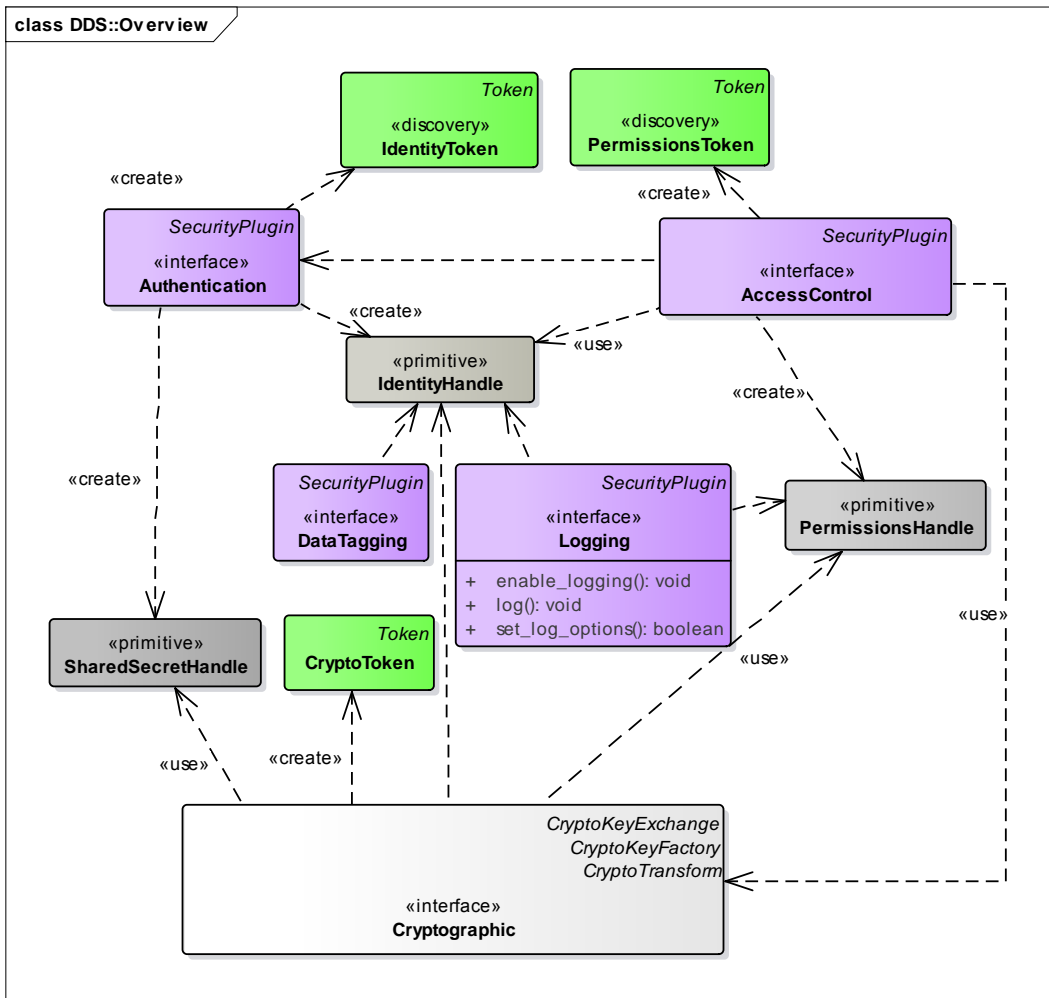 class DDS::Overview
Token
«discovery»
IdentityToken
Token
«discovery»
PermissionsToken
«create»
«create»
SecurityPlugin
«interface»
Authentication
SecurityPlugin
«interface»
AccessControl
«create»
«use»
«primitive»
IdentityHandle
«create»
«create»
SecurityPlugin
«interface»
DataTagging
SecurityPlugin
«interface»
Logging
+ enable_logging(): void
+ log(): void
+ set_log_options(): boolean
«primitive»
PermissionsHandle
«use»
«primitive»
SharedSecretHandle
Token
CryptoToken
«use»
«use»
«create»
CryptoKeyExchange
CryptoKeyFactory
CryptoTransform
«interface»
Cryptographic